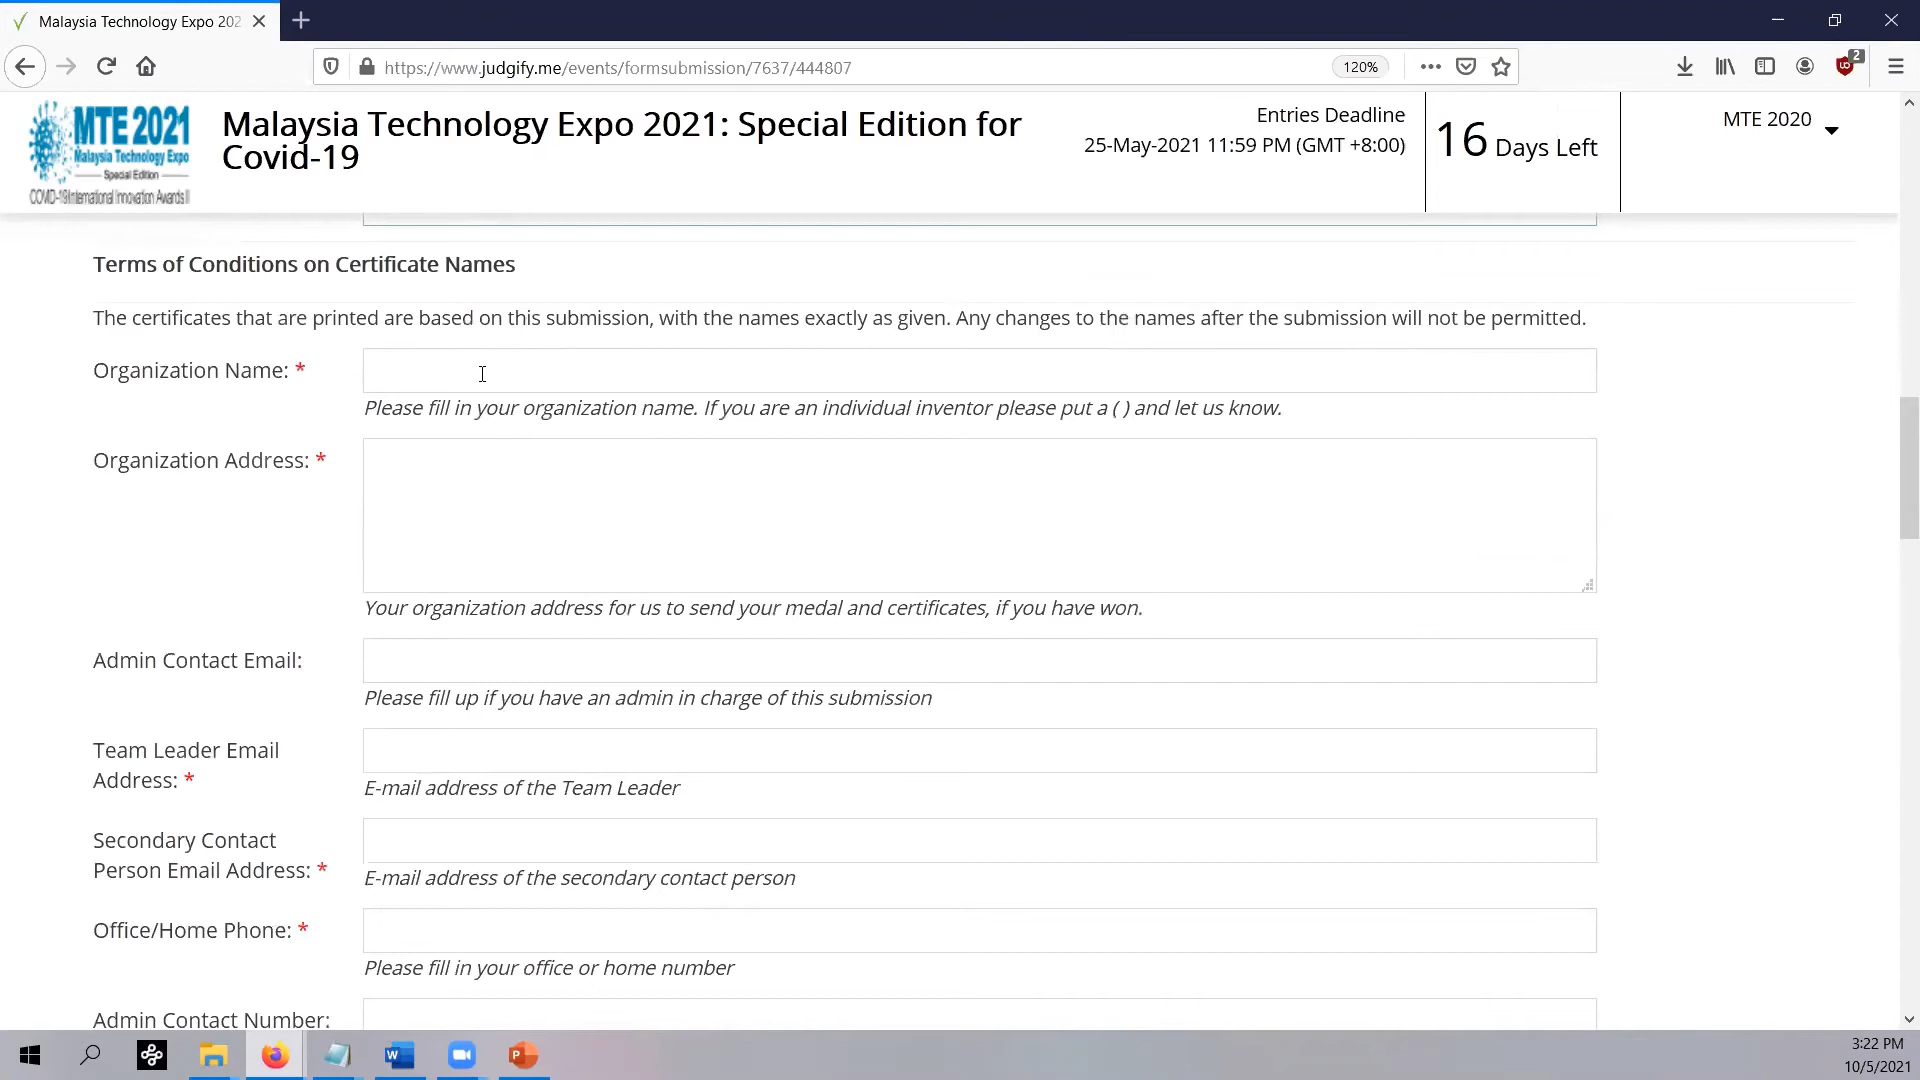 Malaysia Technology Expo 202
https://www.judgify.me/events/formsubmission/7637/444807
120%
2
MTE 2021
Malaysia Technology Expo
Special Edition
COVID-19 International Innovation Awards II
Malaysia Technology Expo 2021: Special Edition for
Covid-19
Entries Deadline
25-May-2021 11:59 PM (GMT +8:00)
16 Days Left
MTE 2020
Terms of Conditions on Certificate Names
The certificates that are printed are based on this submission, with the names exactly as given. Any changes to the names after the submission will not be permitted.
Organization Name: *
Please fill in your organization name. If you are an individual inventor please put a ( ) and let us know.
Organization Address: *
Your organization address for us to send your medal and certificates, if you have won.
Admin Contact Email:
Please fill up if you have an admin in charge of this submission
Team Leader Email
Address: *
E-mail address of the Team Leader
Secondary Contact
Person Email Address: *
E-mail address of the secondary contact person
Office/Home Phone: *
Please fill in your office or home number
Admin Contact Number:
3:22 PM
10/5/2021